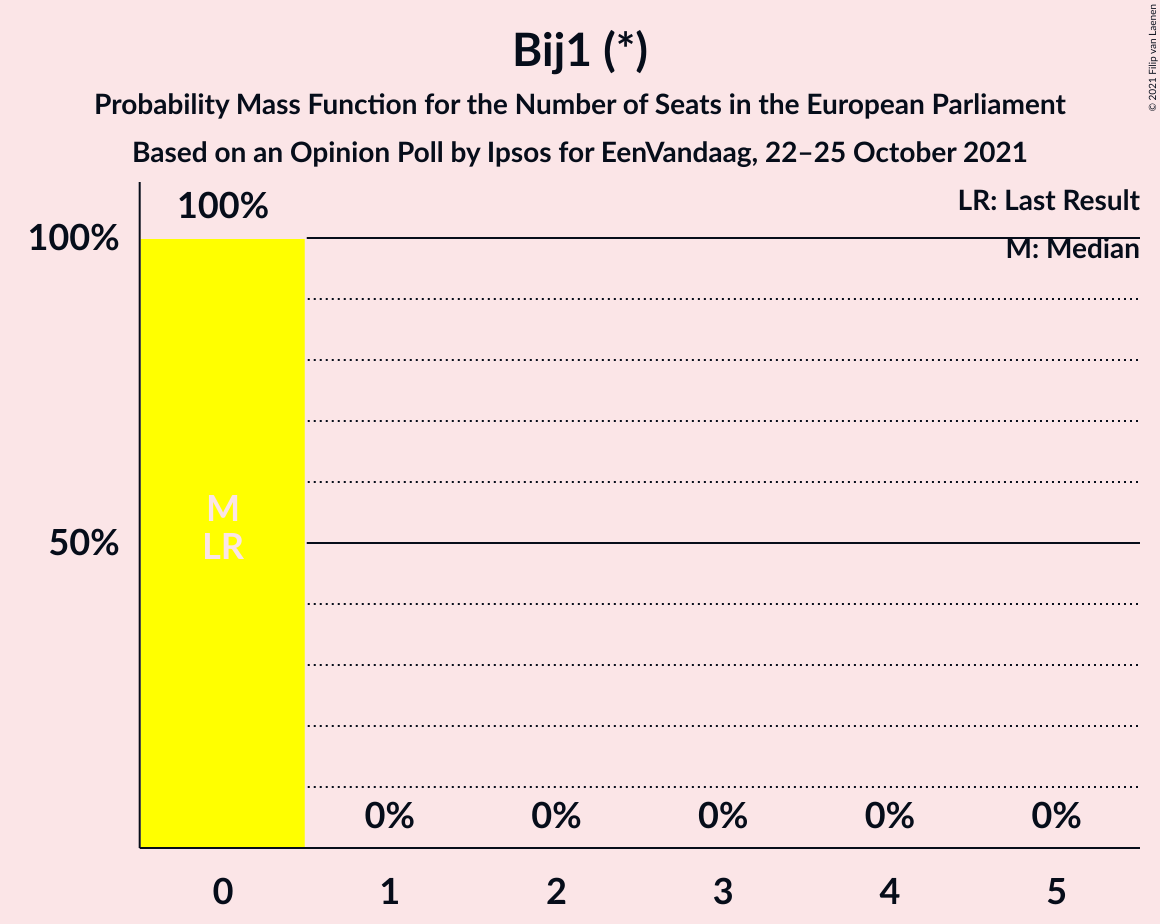 Bij1 (*)
Probability Mass Function for the Number of Seats in the European Parliament
Based on an Opinion Poll by Ipsos for EenVandaag, 22–25 October 2021
© 2021 Filip van Laenen
LR: Last Result
M: Median
100%
100%
50%
M
LR
0% 0% 0% 0% 0%
0 1 2 3 4 5